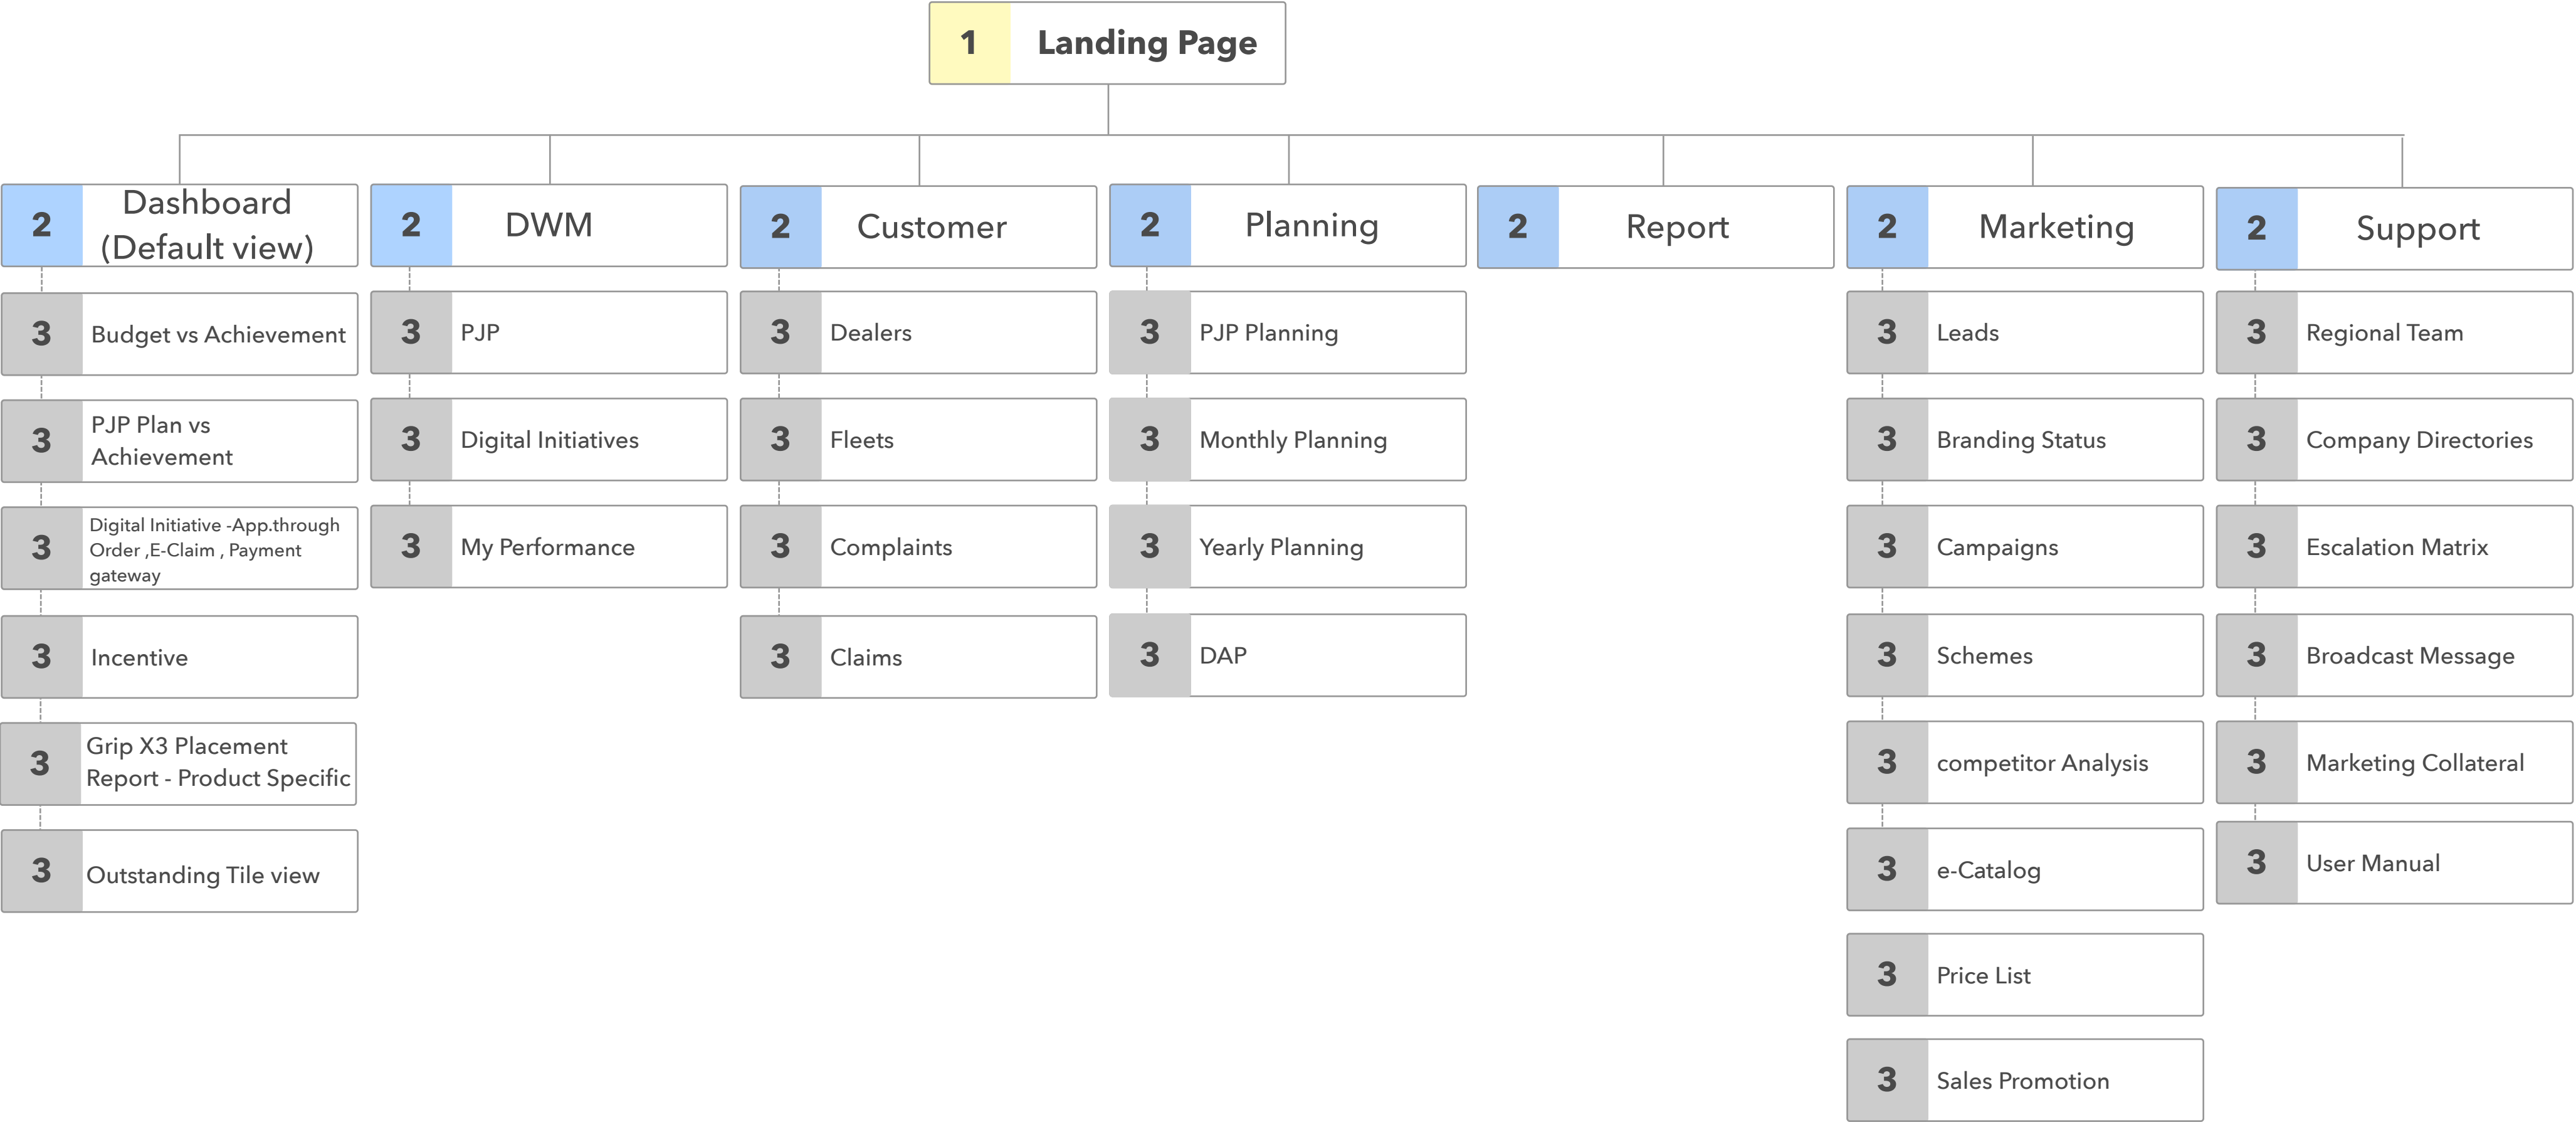 1 Landing Page
2 Dashboard
(Default view)
3 Budget vs Achievement
3 PJP Plan vs
Achievement
3 Digital Initiative -App.through
Order ,E-Claim , Payment
gateway
3 Incentive
3 Grip X3 Placement
Report - Product Specific
3 Outstanding Tile view
2 DWM
3 PJP
3 Digital Initiatives
3 My Performance
2 Customer
3 Dealers
3 Fleets
3 Complaints
3 Claims
2 Planning
3 PJP Planning
3 Monthly Planning
3 Yearly Planning
3 DAP
2 Report
2 Marketing
3 Leads
3 Branding Status
3 Campaigns
3 Schemes
3 competitor Analysis
3 e-Catalog
3 Price List
3 Sales Promotion
2 Support
3 Regional Team
3 Company Directories
3 Escalation Matrix
3 Broadcast Message
3 Marketing Collateral
3 User Manual